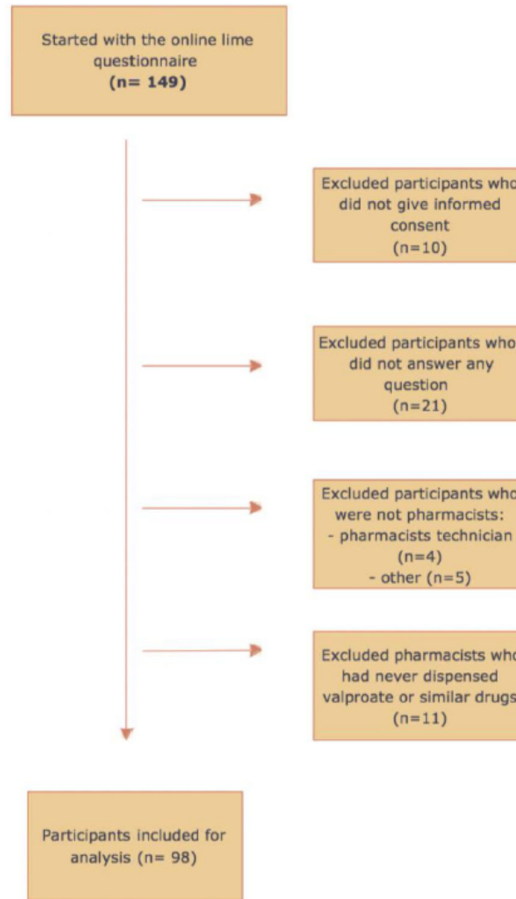 Started with the online lime
questionnaire
(n= 149)
Excluded participants who
did not give informed
consent
(n=10)
Excluded participants who
did not answer any
question
(n=21)
Excluded participants who
were not pharmacists:
- pharmacists technician
(n=4)
- other (n=5)
Excluded pharmacists who
had never dispensed
valproate or similar drugs
(n=11)
Participants included for
analysis (n= 98)